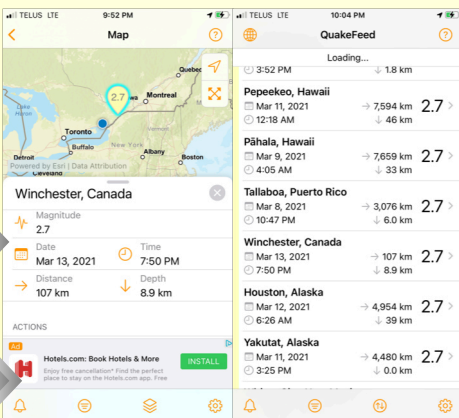 TELUS LTE 9:52 PM
Map
Quebec
Montreal
2.7
wa
Lake
Huron
Toronto
Vermont
Buffalo
New York
Albany
Detroit
Boston
Powered by Esri | Data Attribution
Cleveland
Winchester, Canada
Magnitude
2.7
Date
Mar 13, 2021
Time
7:50 PM
Distance
107 km
Depth
8.9 km
ACTIONS
Ad
Hotels.com: Book Hotels & More
Enjoy free cancellation* Find the perfect
place to stay on the Hotels.com app. Free
INSTALL
TELUS LTE 10:04 PM
QuakeFeed
Loading...
3:52 PM 1.8 km
Pepeekeo, Hawaii
Mar 11, 2021 → 7,594 km 2.7
12:18 AM ↓ 46 km
Pāhala, Hawaii
Mar 9, 2021 → 7,659 km 2.7
4:05 AM ↓ 33 km
Tallaboa, Puerto Rico
Mar 8, 2021 → 3,076 km 2.7
10:47 PM ↓ 6.0 km
Winchester, Canada
Mar 13, 2021 → 107 km 2.7
7:50 PM ↓ 8.9 km
Houston, Alaska
Mar 12, 2021 → 4,954 km 2.7
6:26 AM ↓ 39 km
Yakutat, Alaska
Mar 11, 2021 → 4,480 km 2.7
3:25 PM ↓ 0.0 km